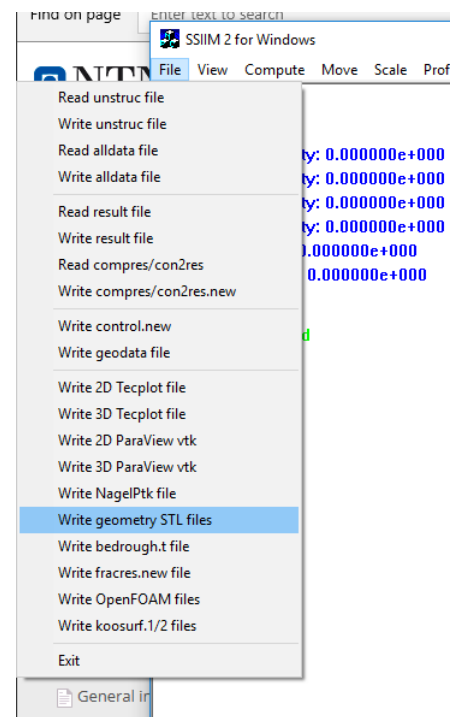 Find on page Enter text to search
SSIIM 2 for Windows
File View Compute Move Scale Prof
Read unstruc file
Write unstruc file
Read alldata file
ty: 0.000000e+000
Write alldata file
ty: 0.000000e+000
Read result file
ty: 0.000000e+000
Write result file
ty: 0.000000e+000
Read compres/con2res
0.000000e+000
Write compres/con2res.new
0.000000e+000
Write control.new
d
Write geodata file
Write 2D Tecplot file
Write 3D Tecplot file
Write 2D ParaView vtk
Write 3D ParaView vtk
Write NagelPtk file
Write geometry STL files
Write bedrough.t file
Write fracres.new file
Write OpenFOAM files
Write koosurf.1/2 files
Exit
General in